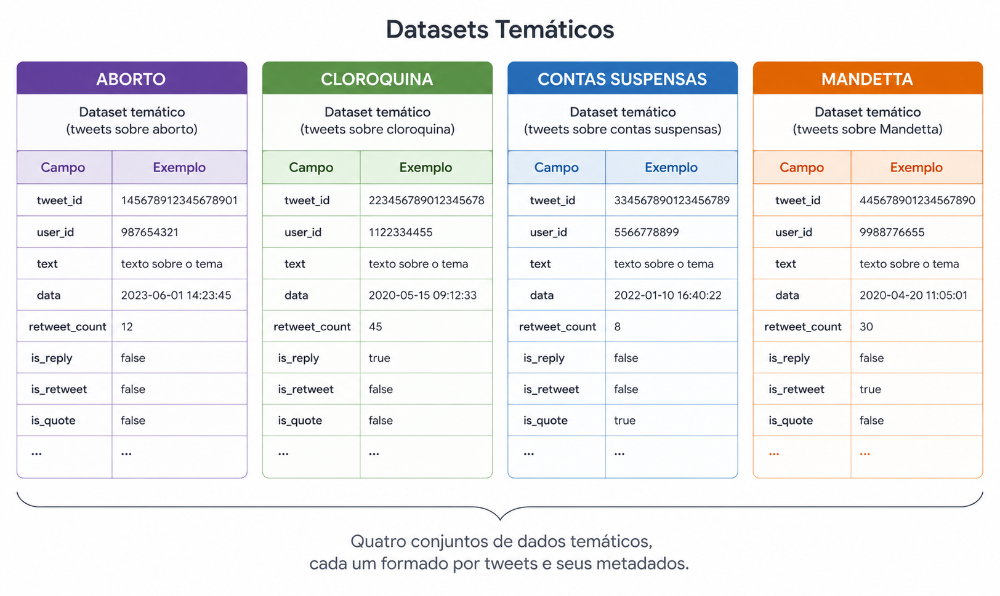 Datasets Temáticos
ABORTO
Dataset temático
(tweets sobre aborto)
Campo Exemplo
tweet_id 145678912345678901
user_id 987654321
text texto sobre o tema
data 2023-06-01 14:23:45
retweet_count 12
is_reply false
is_retweet false
is_quote false
... ...
CLOROQUINA
Dataset temático
(tweets sobre cloroquina)
Campo Exemplo
tweet_id 223456789012345678
user_id 1122334455
text texto sobre o tema
data 2020-05-15 09:12:33
retweet_count 45
is_reply true
is_retweet false
is_quote false
... ...
CONTAS SUSPENSAS
Dataset temático
(tweets sobre contas suspensas)
Campo Exemplo
tweet_id 334567890123456789
user_id 5566778899
text texto sobre o tema
data 2022-01-10 16:40:22
retweet_count 8
is_reply false
is_retweet false
is_quote true
... ...
MANDETTA
Dataset temático
(tweets sobre Mandetta)
Campo Exemplo
tweet_id 445678901234567890
user_id 9988776655
text texto sobre o tema
data 2020-04-20 11:05:01
retweet_count 30
is_reply false
is_retweet true
is_quote false
... ...
Quatro conjuntos de dados temáticos,
cada um formado por tweets e seus metadados.